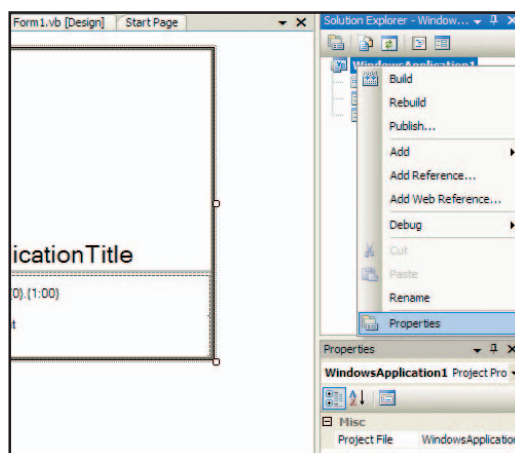 Form1.vb [Design] Start Page
icationTitle
0}.{1:00}
t
Solution Explorer - Window...
WindowsApplication1
Build
Rebuild
Publish...
Add
Add Reference...
Add Web Reference...
Debug
Cut
Paste
Rename
Properties
Properties
WindowsApplication1 Project Pro
Misc
Project File WindowsApplication